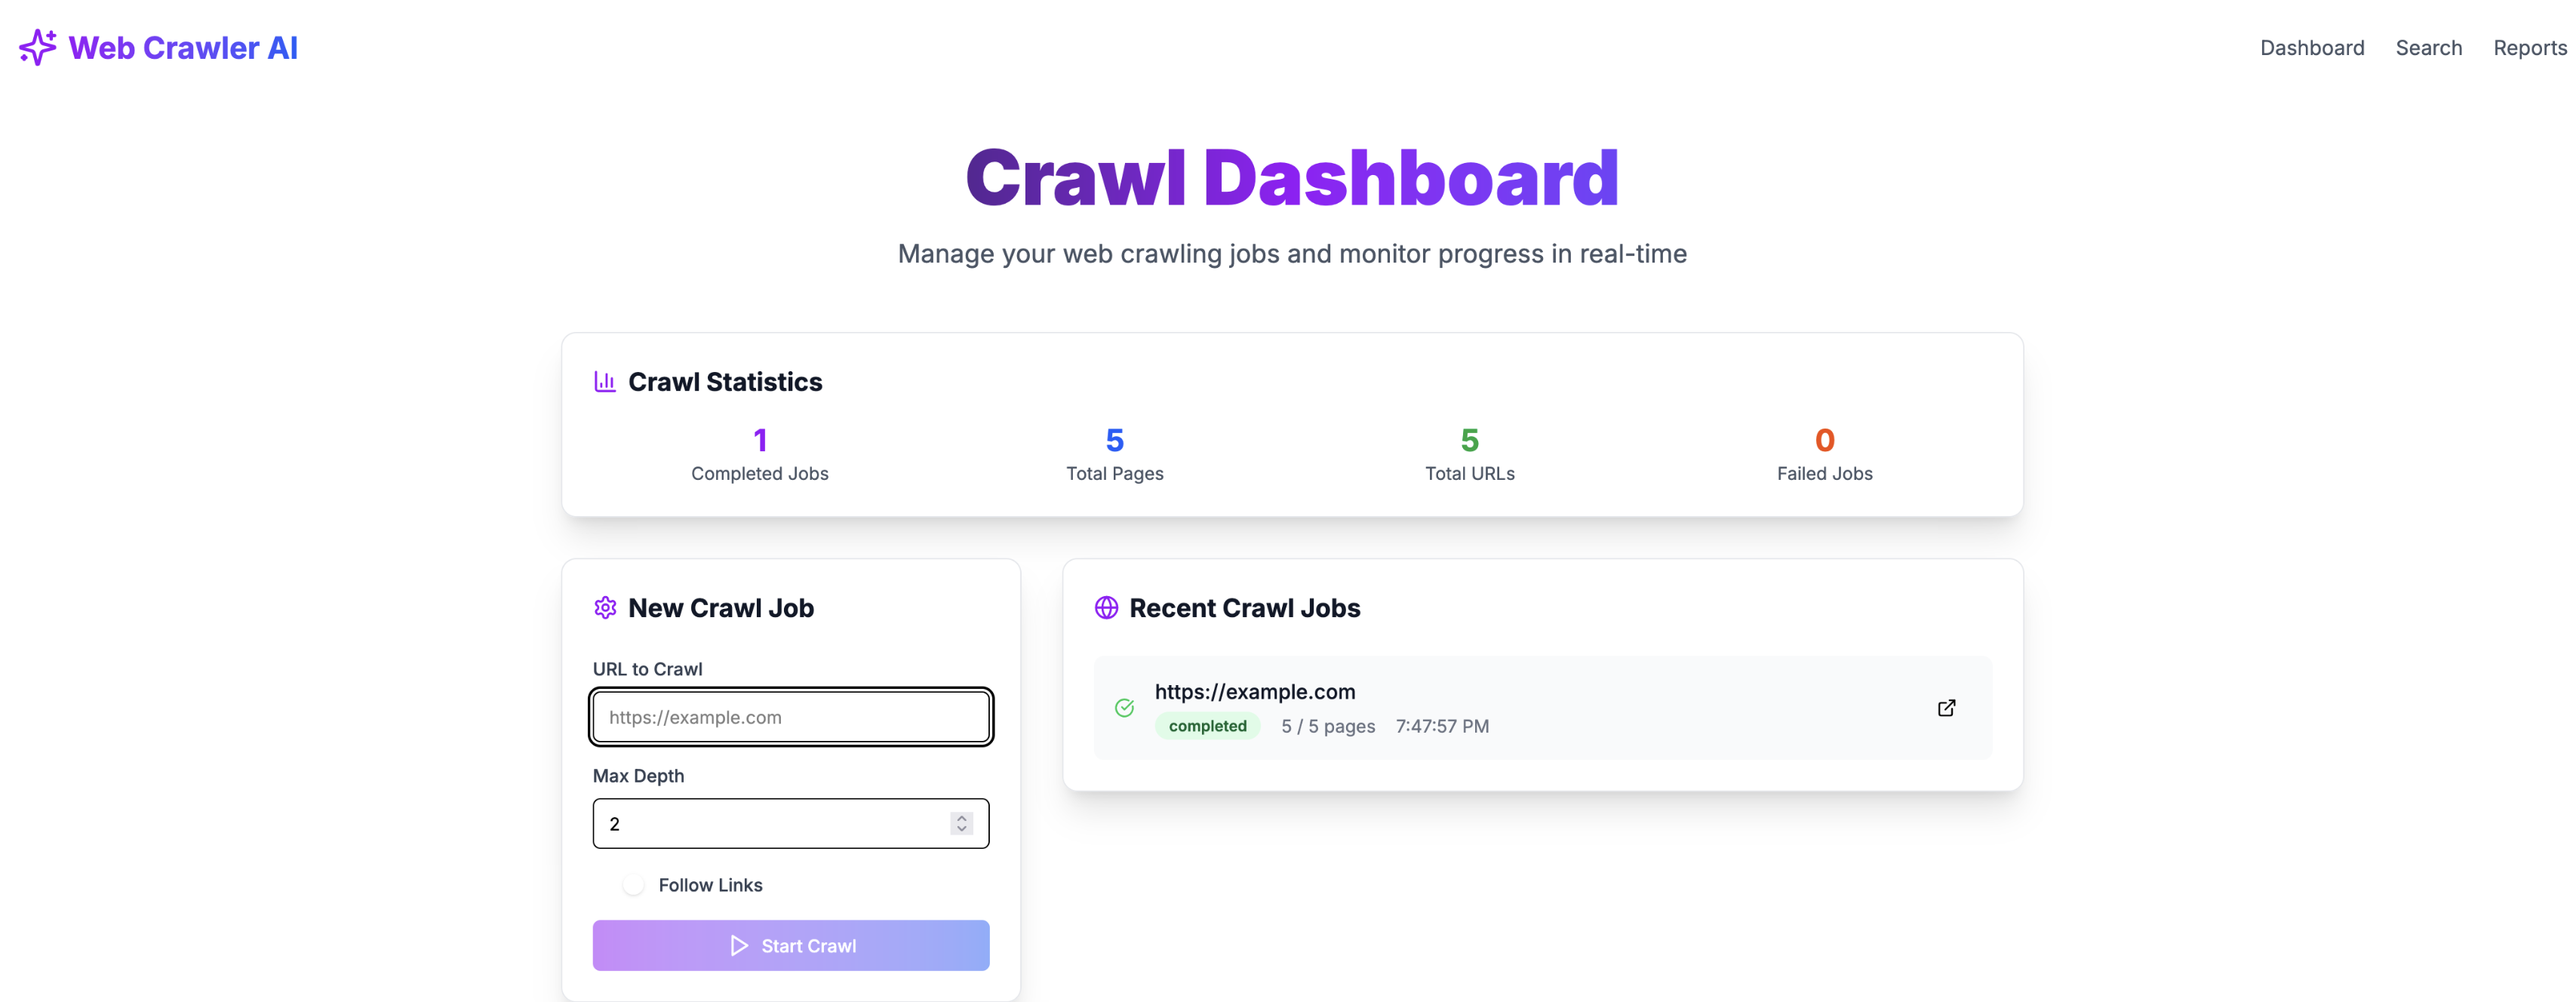 Web Crawler AI
Dashboard Search Reports
Crawl Dashboard
Manage your web crawling jobs and monitor progress in real-time
Crawl Statistics
1 5 5 0
Completed Jobs Total Pages Total URLs Failed Jobs
New Crawl Job
URL to Crawl
https://example.com
Max Depth
2
Follow Links
Start Crawl
Recent Crawl Jobs
https://example.com
completed 5 / 5 pages 7:47:57 PM